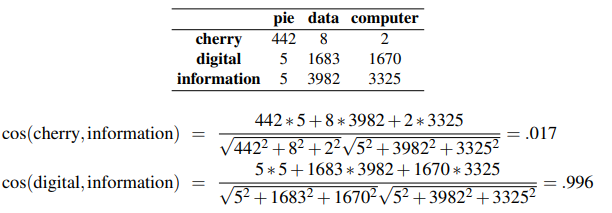 pie data computer
cherry 442 8 2
digital 5 1683 1670
information 5 3982 3325
cos(cherry, information) = 442 ∗ 5 + 8 ∗ 3982 + 2 ∗ 3325 / √442² + 8² + 2² √5² + 3982² + 3325² = .017
cos(digital, information) = 5 ∗ 5 + 1683 ∗ 3982 + 1670 ∗ 3325 / √5² + 1683² + 1670² √5² + 3982² + 3325² = .996